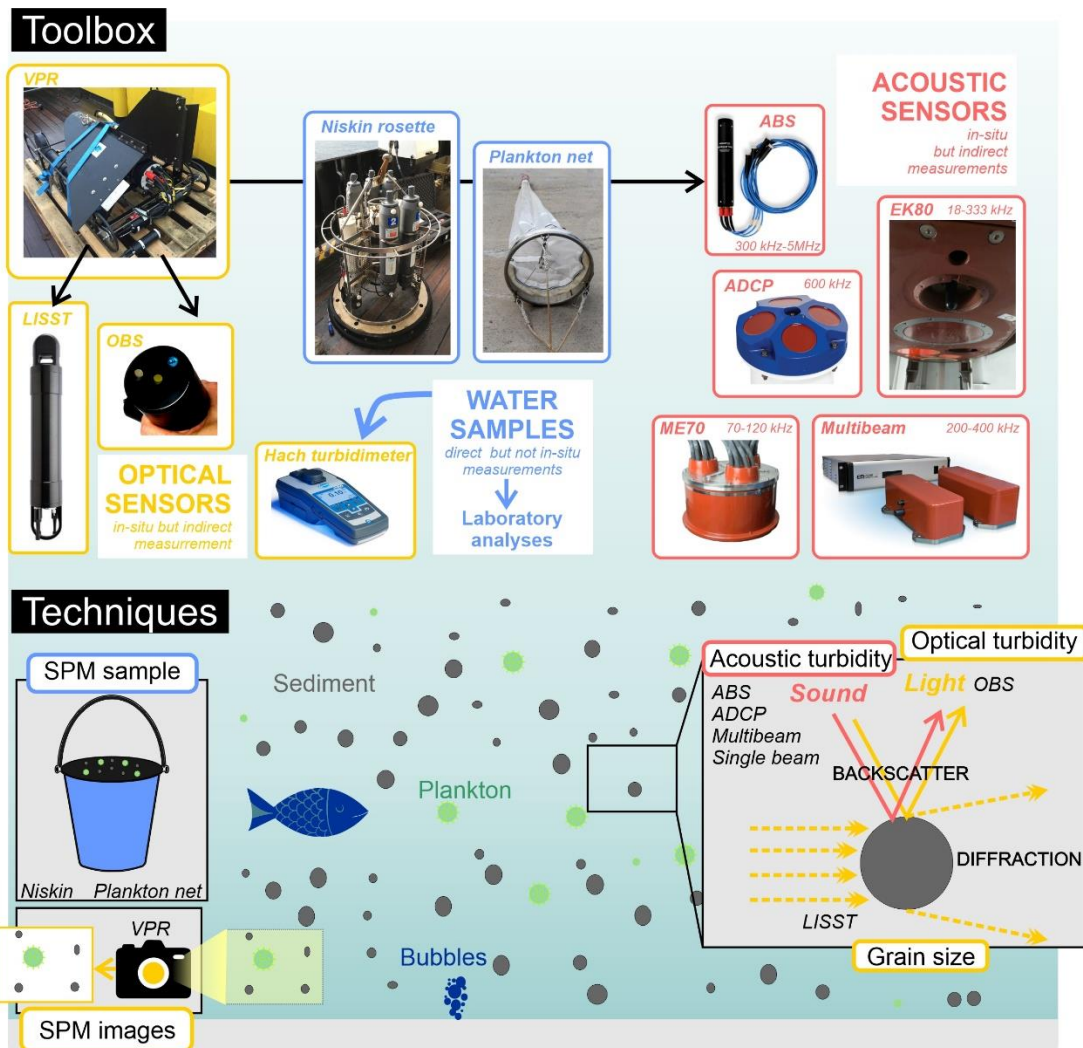 Toolbox
VPR
Niskin rosette
Plankton net
ABS
300 kHz-5MHz
ACOUSTIC
SENSORS
in-situ
but indirect
measurements
EK80 18-333 kHz
ADCP 600 kHz
LISST
OBS
OPTICAL
SENSORS
in-situ but indirect
measurrement
Hach turbidimeter
WATER
SAMPLES
direct but not in-situ
measurements
Laboratory
analyses
ME70 70-120 kHz
Multibeam 200-400 kHz
Techniques
SPM sample
Niskin Plankton net
VPR
SPM images
Sediment
Plankton
Bubbles
Acoustic turbidity
Optical turbidity
ABS
ADCP
Multibeam
Single beam
Sound
Light OBS
BACKSCATTER
DIFFRACTION
LISST
Grain size